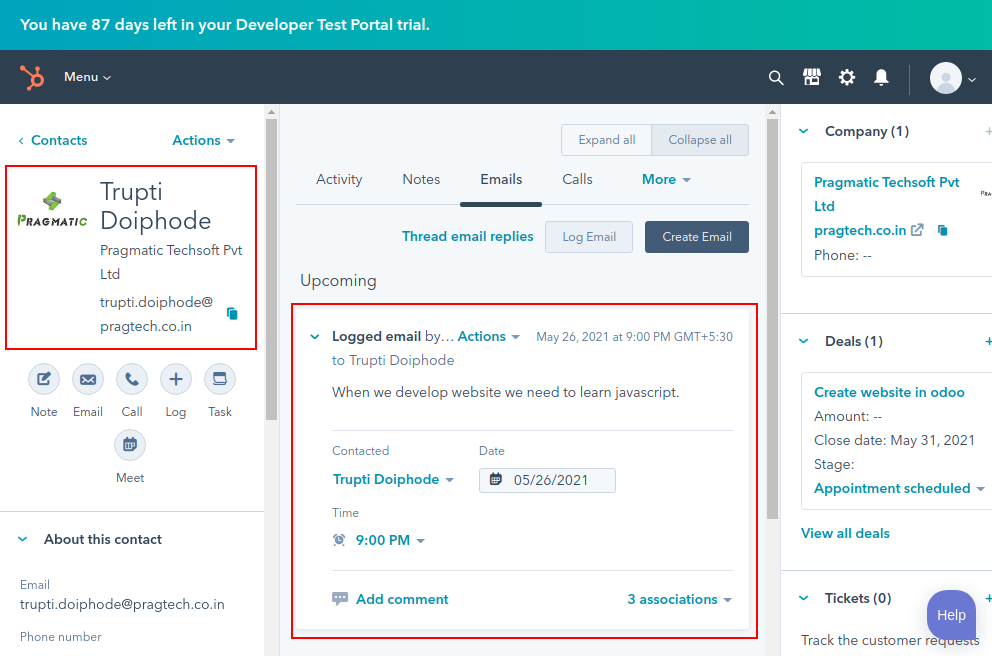 You have 87 days left in your Developer Test Portal trial.
Menu
Contacts
Actions
PRAGMATIC
Trupti
Doiphode
Pragmatic Techsoft Pvt
Ltd
trupti.doiphode@
pragtech.co.in
Note Email Call Log Task
Meet
About this contact
Email
trupti.doiphode@pragtech.co.in
Phone number
Expand all Collapse all
Activity Notes Emails Calls More
Thread email replies Log Email Create Email
Upcoming
Logged email by... Actions May 26, 2021 at 9:00 PM GMT+5:30
to Trupti Doiphode
When we develop website we need to learn javascript.
Contacted Date
Trupti Doiphode 05/26/2021
Time
9:00 PM
Add comment 3 associations
Company (1)
Pragmatic Techsoft Pvt
Ltd
pragtech.co.in
Phone: --
Deals (1)
Create website in odoo
Amount: --
Close date: May 31, 2021
Stage:
Appointment scheduled
View all deals
Tickets (0)
Help
Track the customer requests